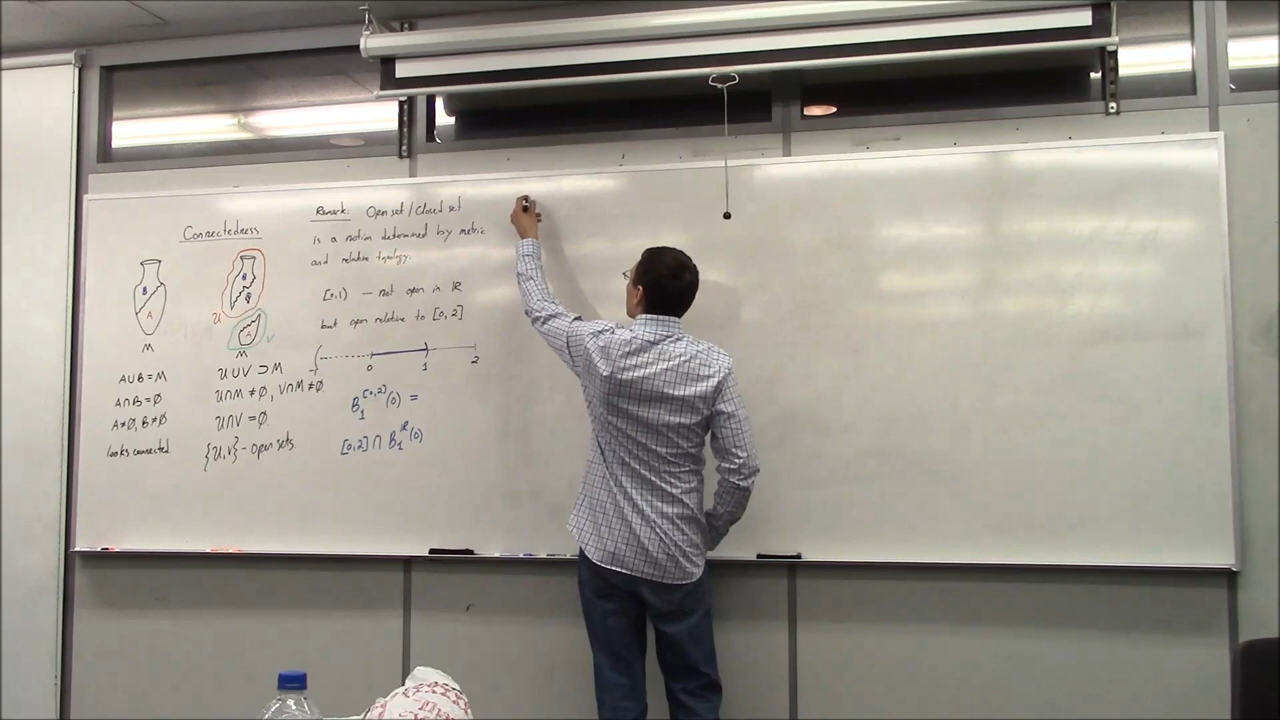 Connectedness
B
A
M
B
U
A
V
M
A∪B = M
A∩B = ∅
A≠∅, B≠∅
looks connected.
U∪V ⊃ M
U∩M ≠ ∅, V∩M ≠ ∅.
U∩V = ∅.
{U,V} - open sets.
Remark: Open set / Closed set
is a notion determined by metric
and relative topology.
[0,1) — not open in ℝ
but open relative to [0,2]
-1 0 1 2
B₁^[0,2](0) =
[0,2] ∩ B₁^ℝ(0)